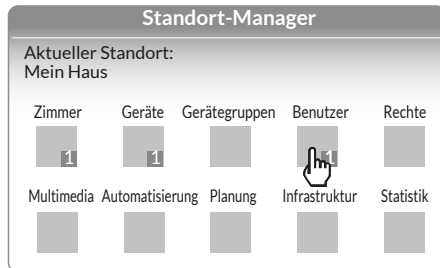 Standort-Manager
Aktueller Standort:
Mein Haus
Zimmer Geräte Gerätegruppen Benutzer Rechte
1 1 1
Multimedia Automatisierung Planung Infrastruktur Statistik